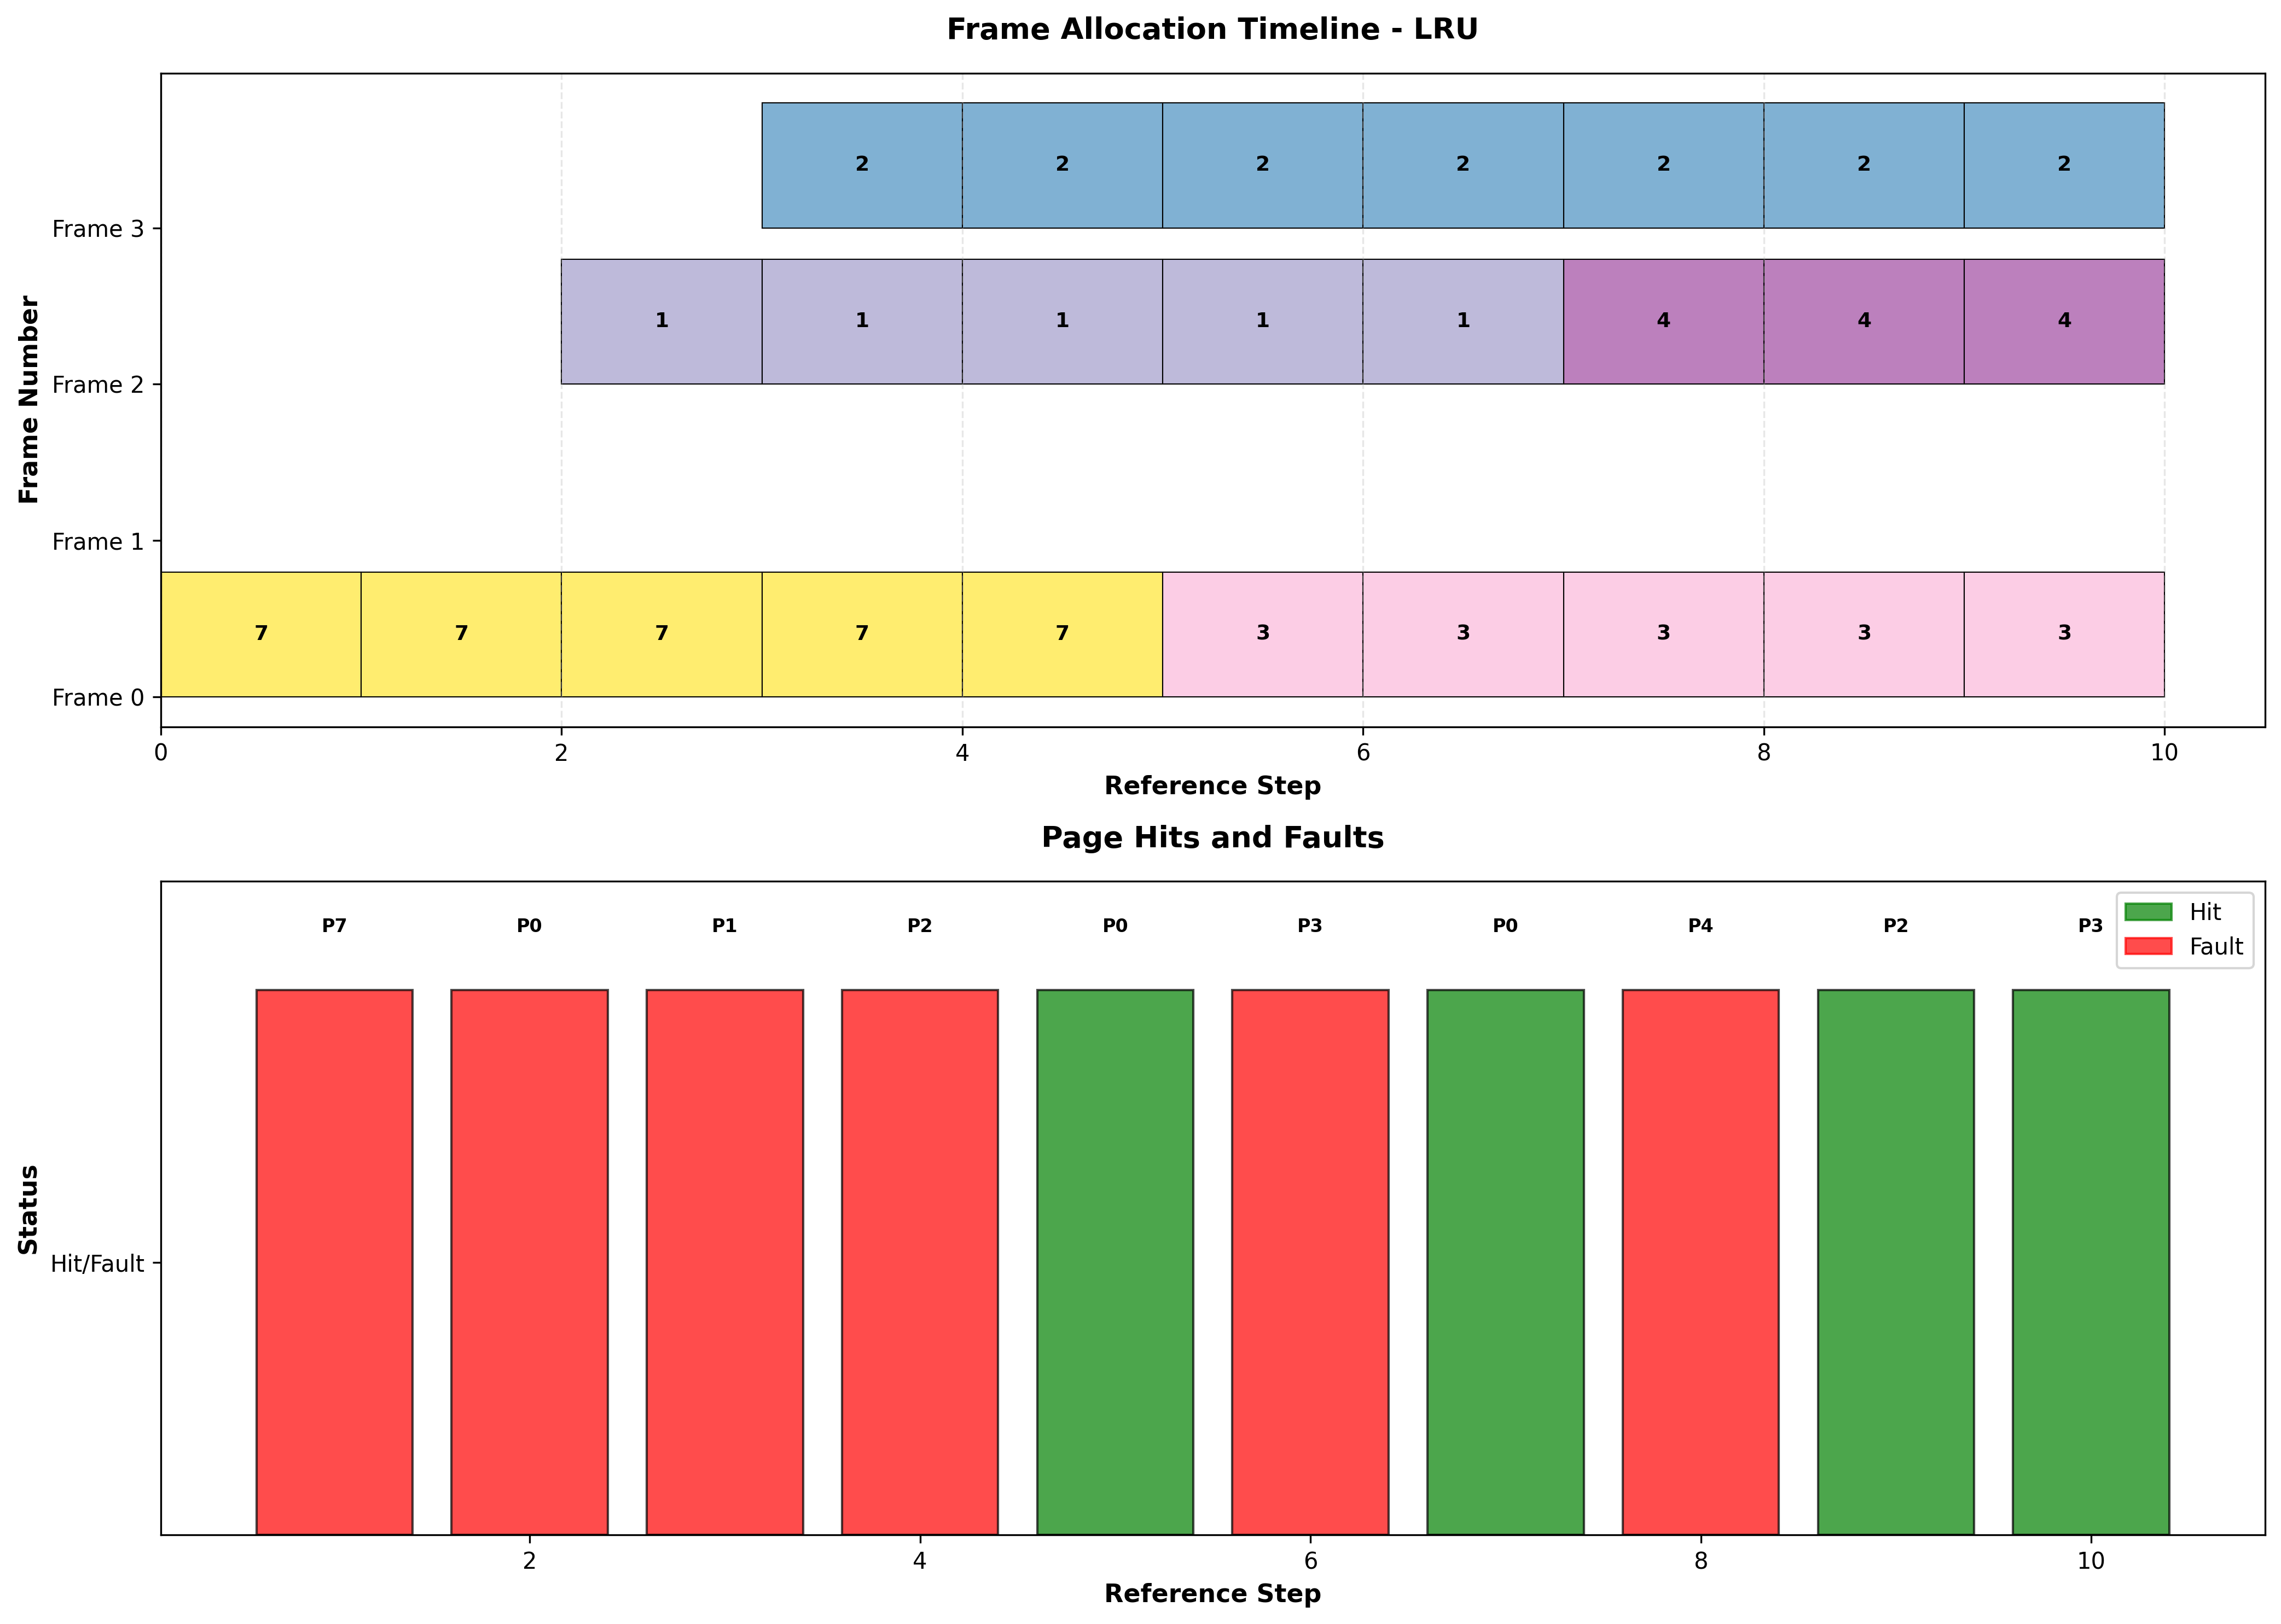 Frame Allocation Timeline - LRU
Frame Number
Frame 3
2 2 2 2 2 2 2
Frame 2
1 1 1 1 1 4 4 4
Frame 1
Frame 0
7 7 7 7 7 3 3 3 3 3
0 2 4 6 8 10
Reference Step
Page Hits and Faults
P7 P0 P1 P2 P0 P3 P0 P4 P2 P3
Hit
Fault
Status
Hit/Fault
2 4 6 8 10
Reference Step